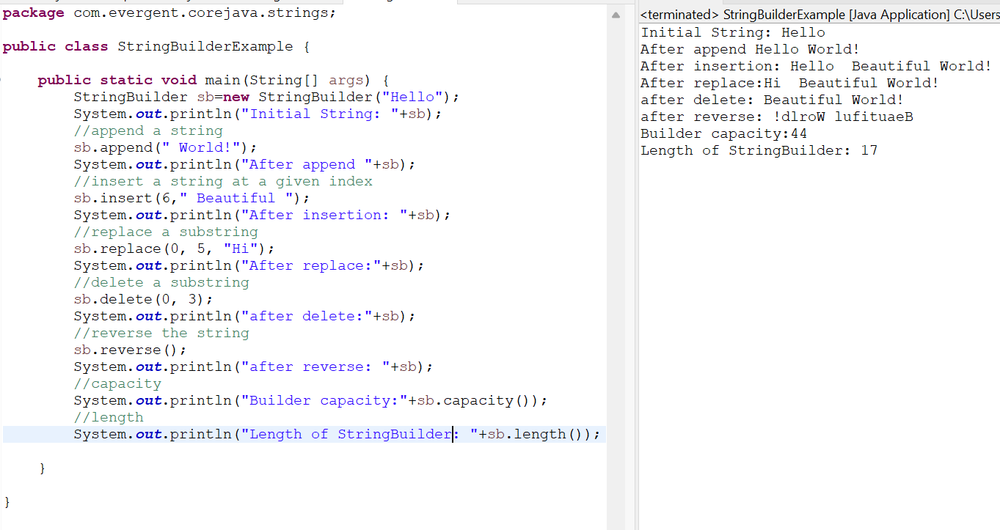 package com.evergent.corejava.strings;
public class StringBuilderExample {
public static void main(String[] args) {
StringBuilder sb=new StringBuilder("Hello");
System.out.println("Initial String: "+sb);
//append a string
sb.append(" World!");
System.out.println("After append "+sb);
//insert a string at a given index
sb.insert(6," Beautiful ");
System.out.println("After insertion: "+sb);
//replace a substring
sb.replace(0, 5, "Hi");
System.out.println("After replace:"+sb);
//delete a substring
sb.delete(0, 3);
System.out.println("after delete:"+sb);
//reverse the string
sb.reverse();
System.out.println("after reverse: "+sb);
//capacity
System.out.println("Builder capacity:"+sb.capacity());
//length
System.out.println("Length of StringBuilder: "+sb.length());
}
}
<terminated> StringBuilderExample [Java Application] C:\Users
Initial String: Hello
After append Hello World!
After insertion: Hello  Beautiful World!
After replace:Hi  Beautiful World!
after delete: Beautiful World!
after reverse: !dlroW lufituaeB
Builder capacity:44
Length of StringBuilder: 17